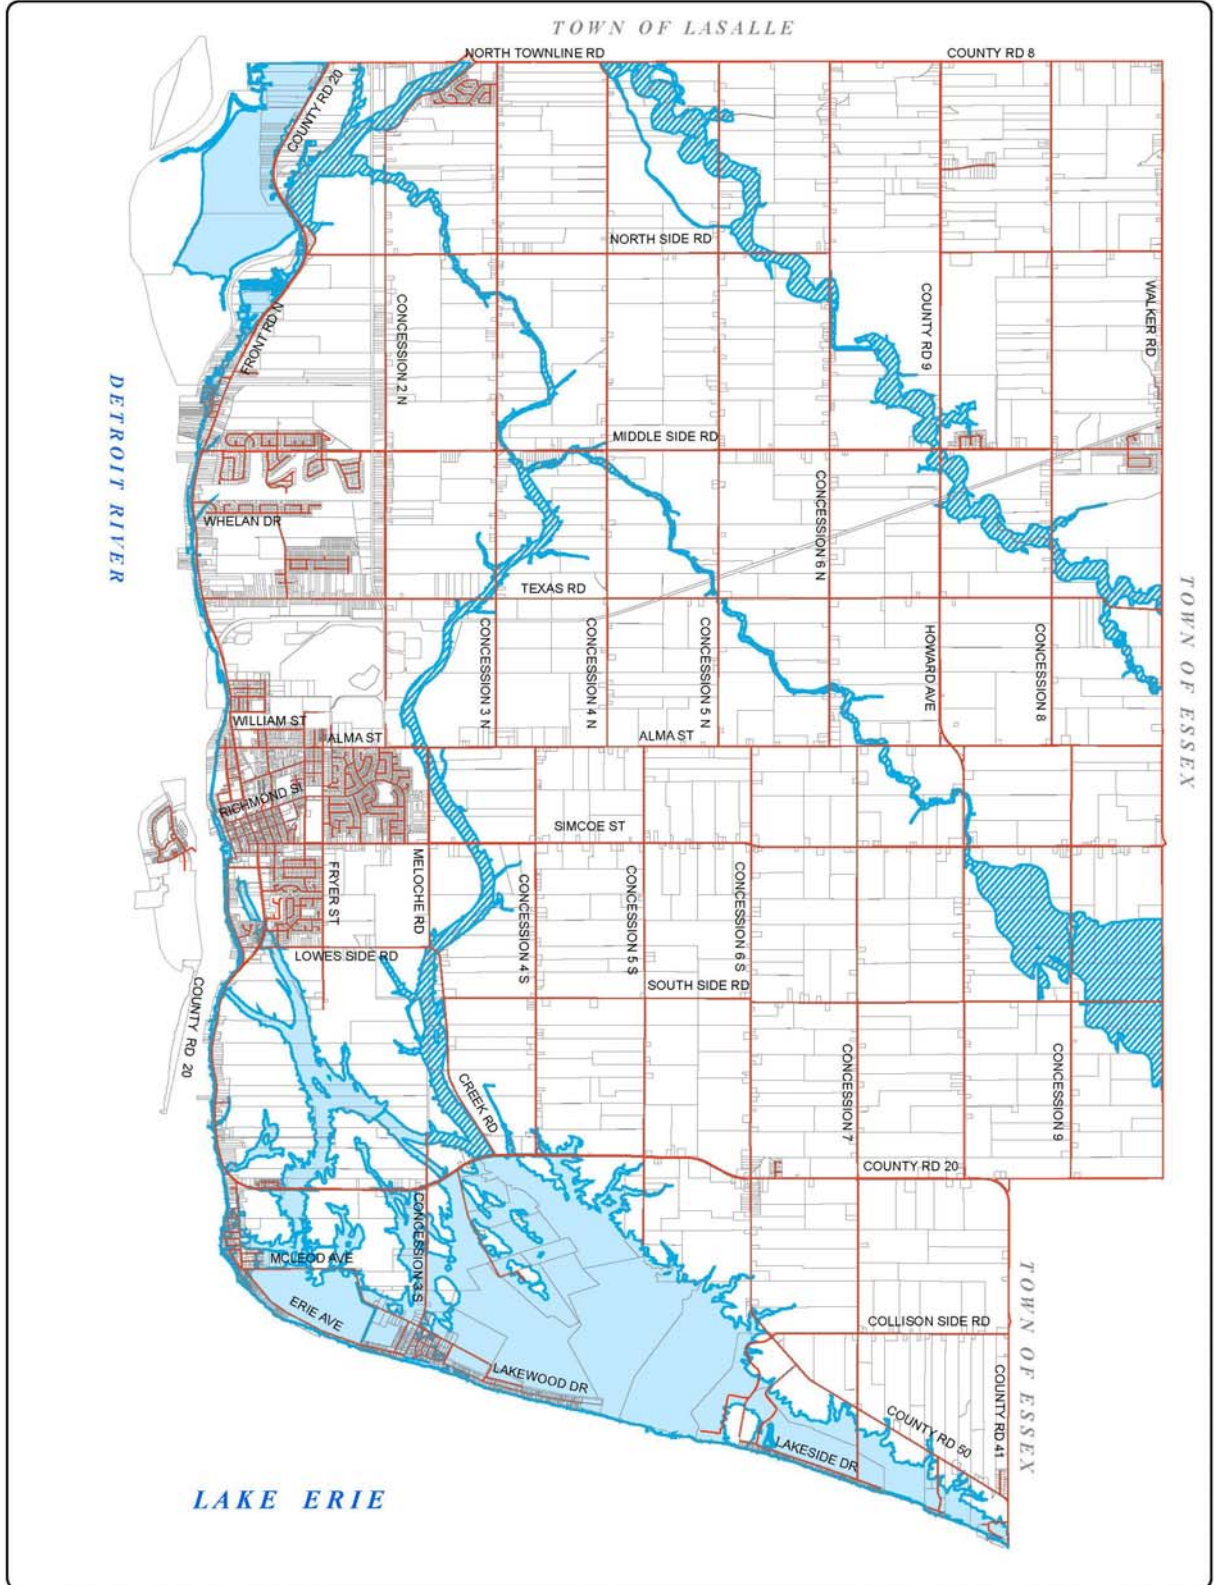 TOWN OF LASALLE
NORTH TOWNLINE RD
COUNTY RD 8
COUNTY RD 20
NORTH SIDE RD
FRONT RD N
CONCESSION 2 N
COUNTY RD 9
WALKER RD
DETROIT RIVER
MIDDLE SIDE RD
CONCESSION 6 N
WHELAN DR
TEXAS RD
TOWN OF ESSEX
CONCESSION 3 N
CONCESSION 4 N
CONCESSION 5 N
HOWARD AVE
CONCESSION 8
WILLIAM ST
ALMA ST
ALMA ST
RICHMOND ST
SIMCOE ST
FRYER ST
MELOCHE RD
CONCESSION 4 S
CONCESSION 5 S
CONCESSION 6 S
LOWES SIDE RD
SOUTH SIDE RD
COUNTY RD 20
CREEK RD
CONCESSION 7
CONCESSION 9
COUNTY RD 20
CONCESSION 3 S
MCLEOD AVE
ERIE AVE
COLLISON SIDE RD
TOWN OF ESSEX
LAKEWOOD DR
COUNTY RD 41
COUNTY RD 50
LAKESIDE DR
LAKE ERIE